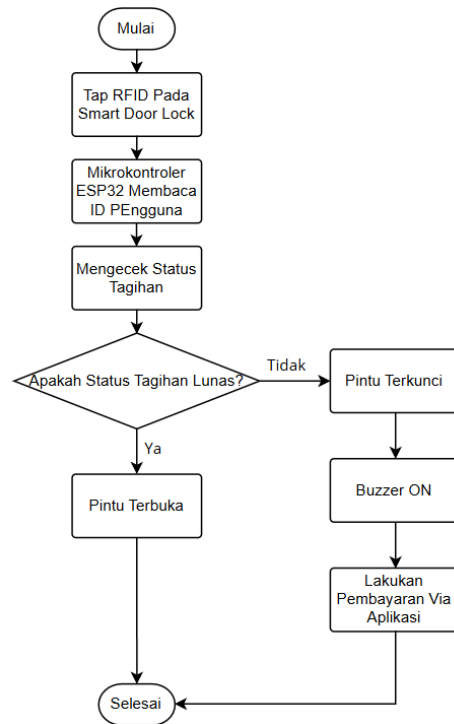 Mulai
Tap RFID Pada
Smart Door Lock
Mikrokontroler
ESP32 Membaca
ID PEngguna
Mengecek Status
Tagihan
Apakah Status Tagihan Lunas?
Tidak
Pintu Terkunci
Ya
Buzzer ON
Pintu Terbuka
Lakukan
Pembayaran Via
Aplikasi
Selesai